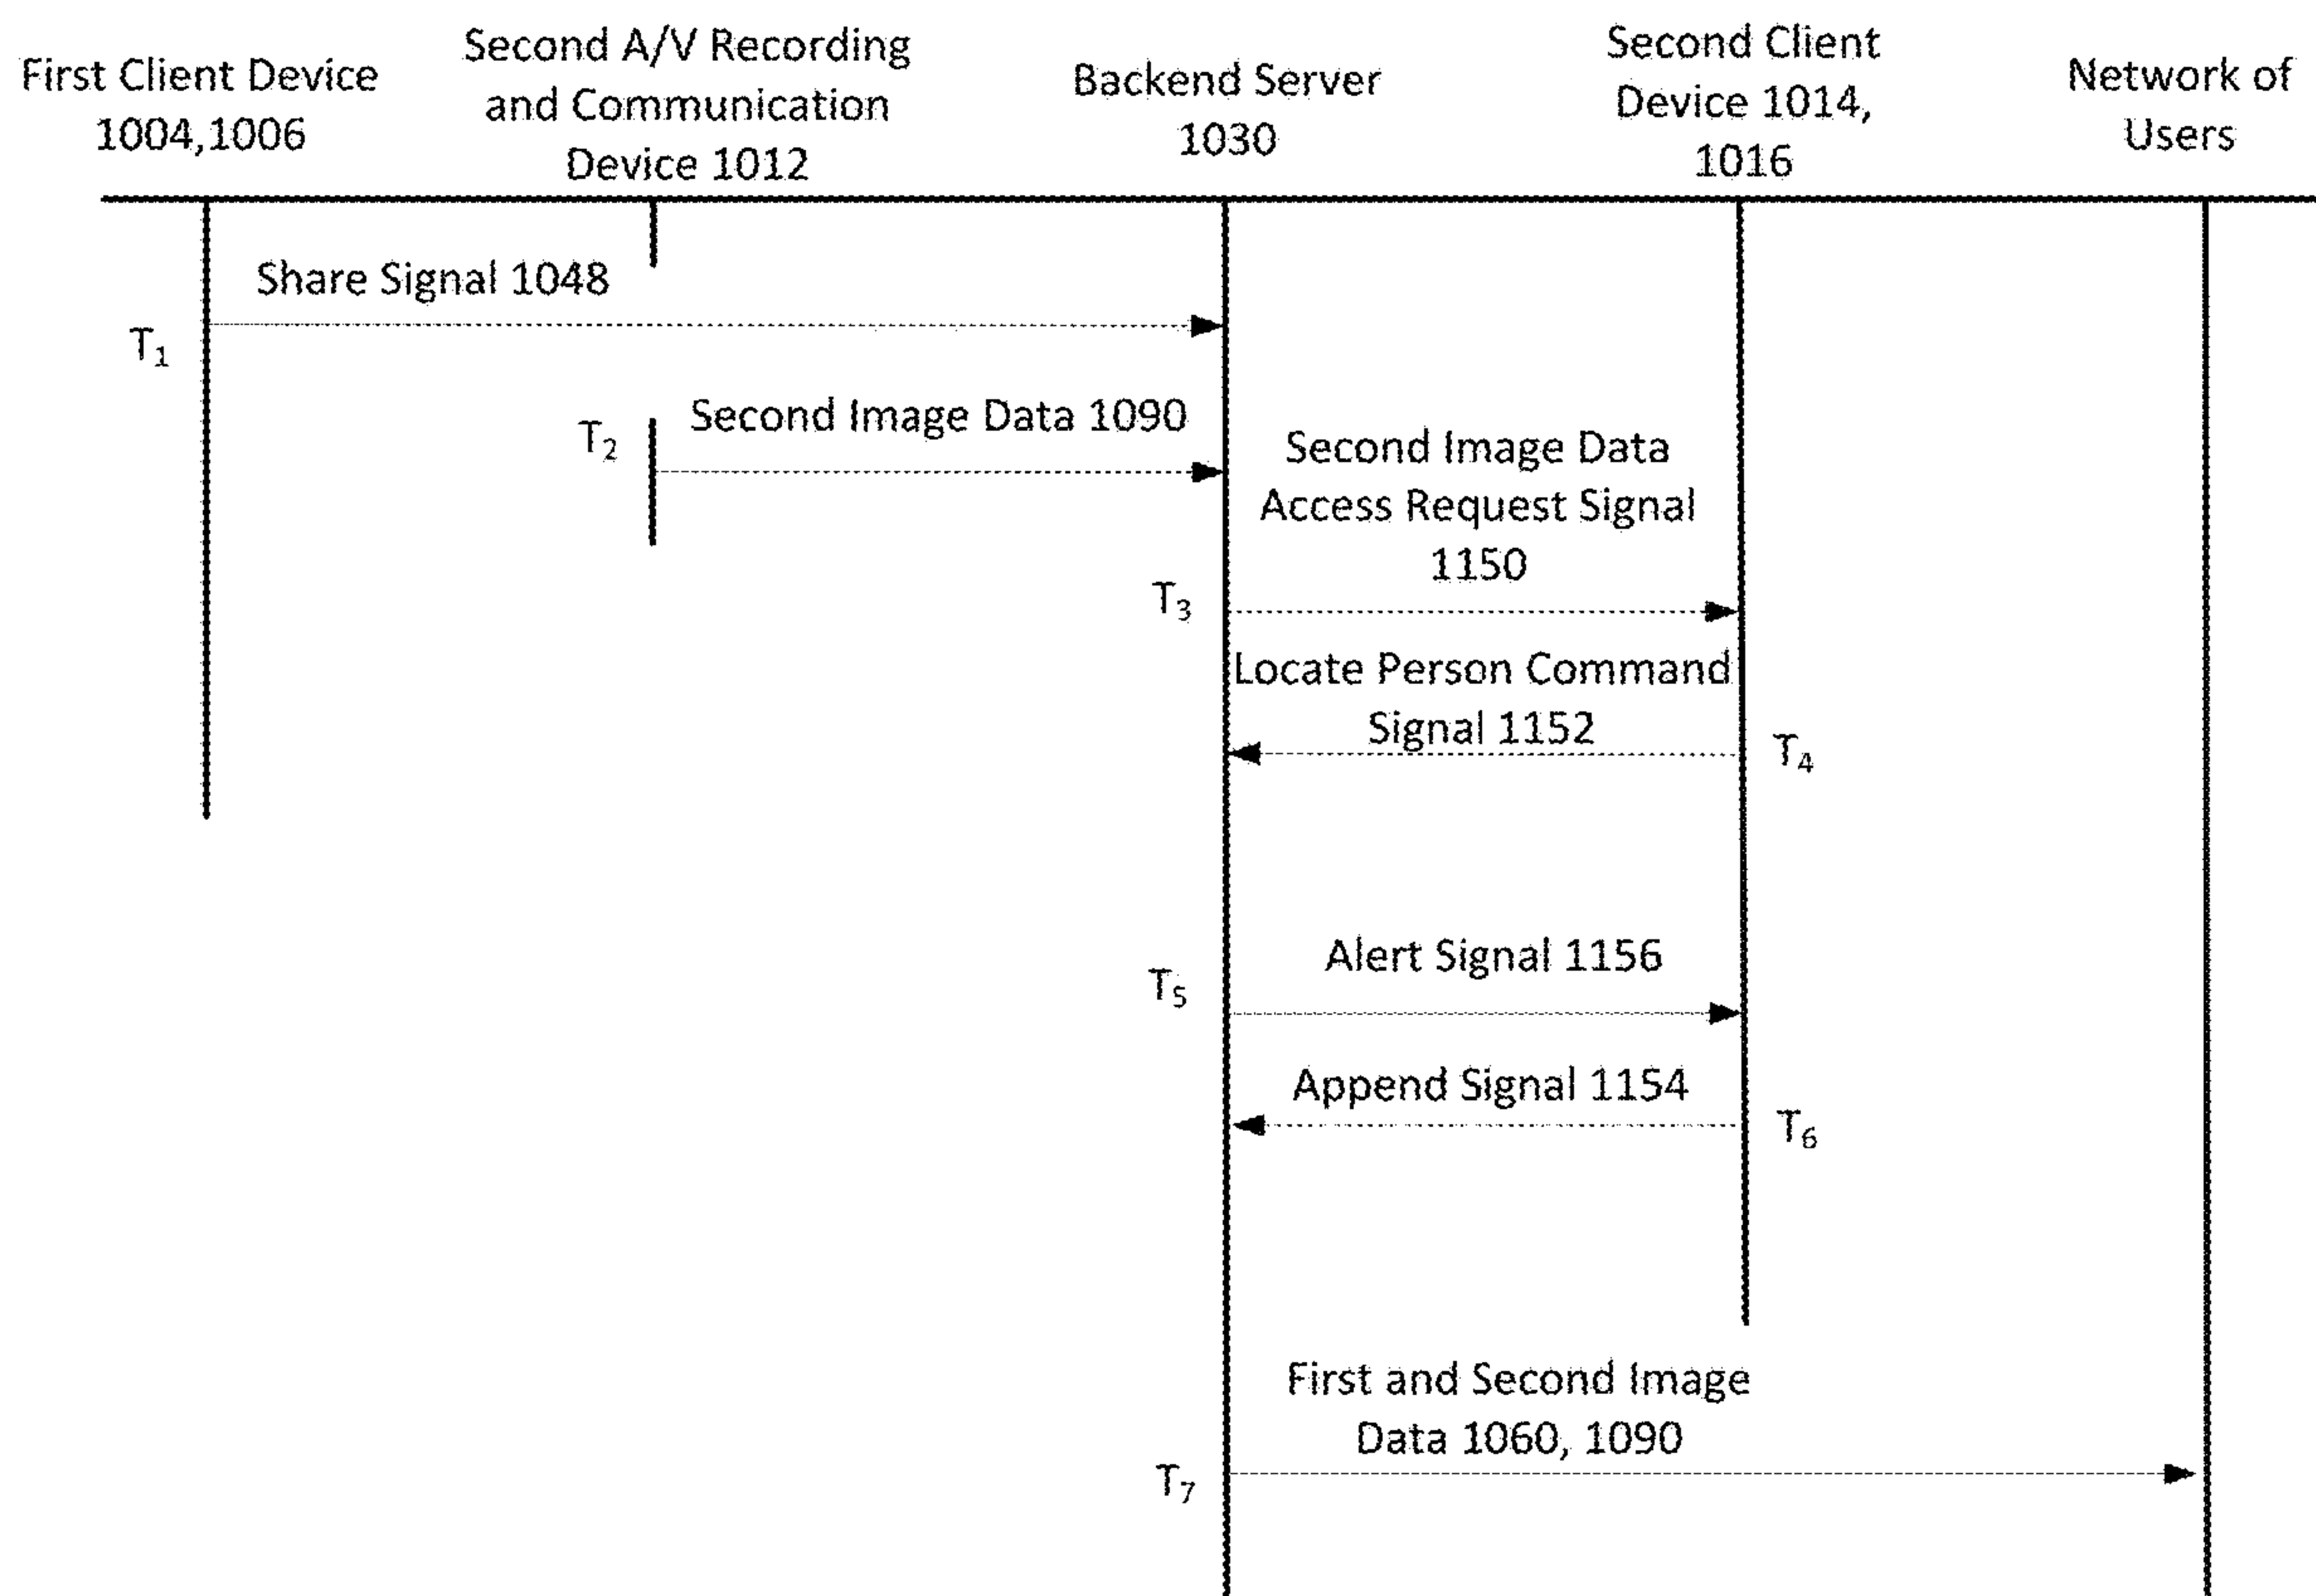 First Client Device
1004,1006
Second A/V Recording
and Communication
Device 1012
Backend Server
1030
Second Client
Device 1014,
1016
Network of
Users
Share Signal 1048
T1
Second Image Data 1090
T2
Second Image Data
Access Request Signal
1150
T3
Locate Person Command
Signal 1152
T4
Alert Signal 1156
T5
Append Signal 1154
T6
First and Second Image
Data 1060, 1090
T7